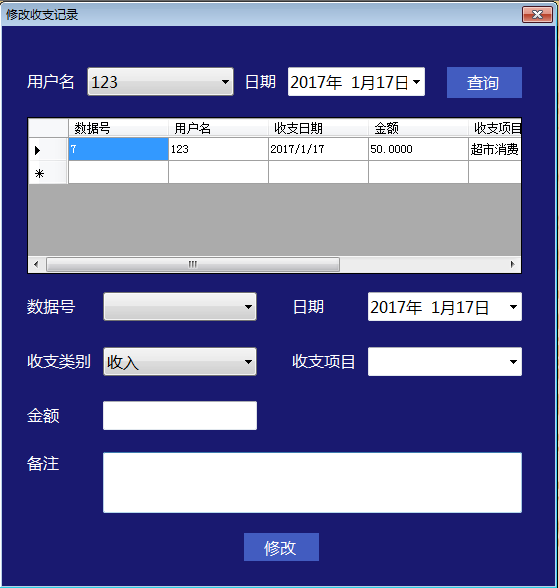 修改收支记录
用户名 123 日期 2017年 1月17日 查询
数据号 用户名 收支日期 金额 收支项目
7 123 2017/1/17 50.0000 超市消费
数据号 日期 2017年 1月17日
收支类别 收入 收支项目
金额
备注
修改